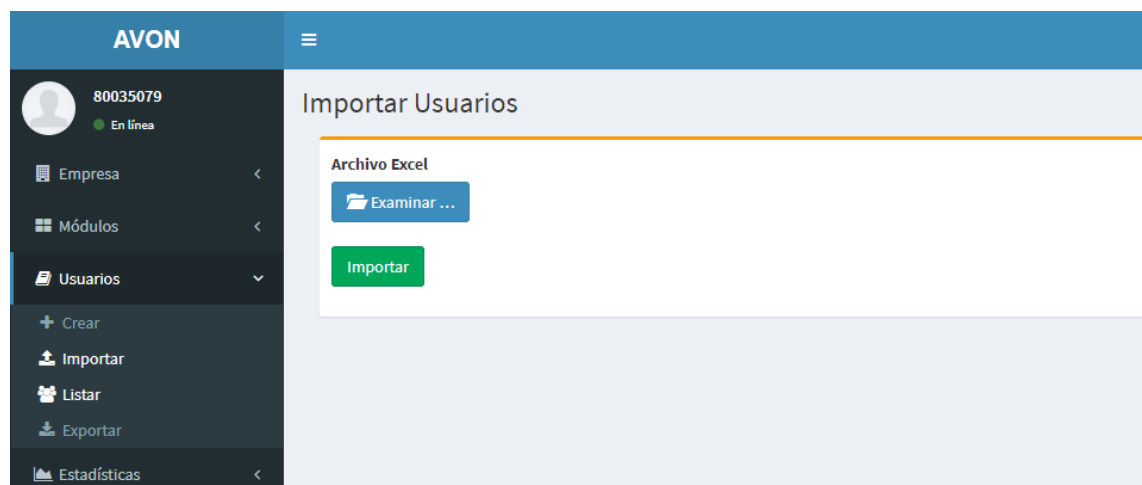 AVON
80035079
En línea
Empresa
Módulos
Usuarios
Crear
Importar
Listar
Exportar
Estadísticas
Importar Usuarios
Archivo Excel
Examinar ...
Importar